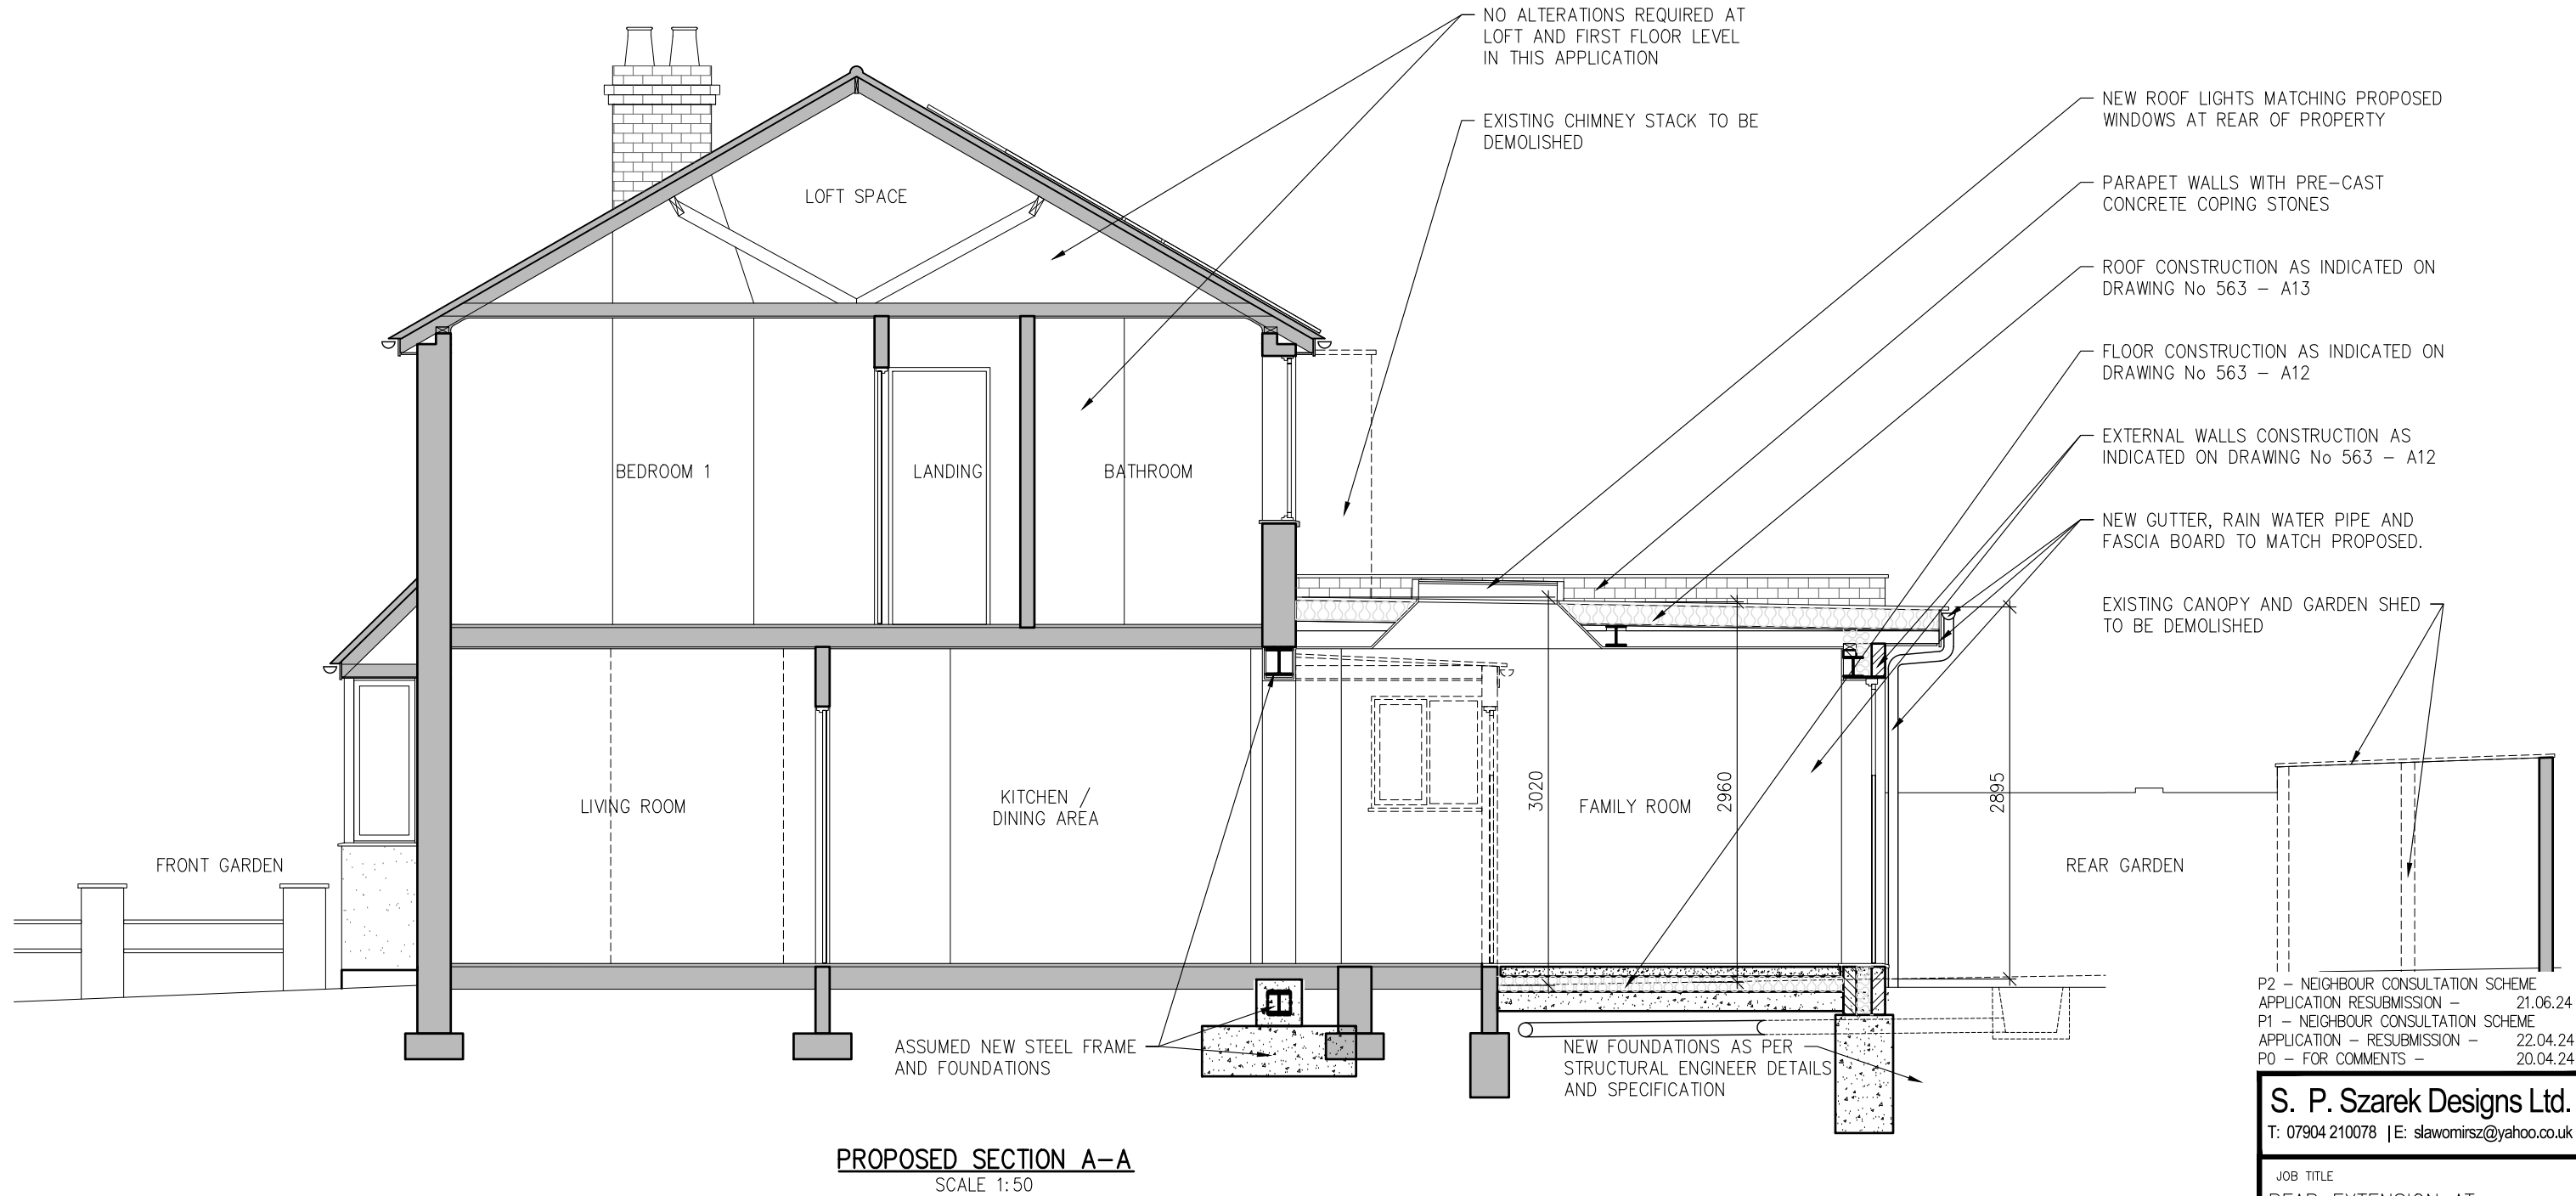 NO ALTERATIONS REQUIRED AT
LOFT AND FIRST FLOOR LEVEL
IN THIS APPLICATION
EXISTING CHIMNEY STACK TO BE
DEMOLISHED
NEW ROOF LIGHTS MATCHING PROPOSED
WINDOWS AT REAR OF PROPERTY
PARAPET WALLS WITH PRE-CAST
CONCRETE COPING STONES
ROOF CONSTRUCTION AS INDICATED ON
DRAWING No 563 - A13
FLOOR CONSTRUCTION AS INDICATED ON
DRAWING No 563 - A12
EXTERNAL WALLS CONSTRUCTION AS
INDICATED ON DRAWING No 563 - A12
NEW GUTTER, RAIN WATER PIPE AND
FASCIA BOARD TO MATCH PROPOSED.
EXISTING CANOPY AND GARDEN SHED
TO BE DEMOLISHED
LOFT SPACE
BEDROOM 1
LANDING
BATHROOM
LIVING ROOM
KITCHEN /
DINING AREA
3020
FAMILY ROOM
2960
2895
FRONT GARDEN
REAR GARDEN
ASSUMED NEW STEEL FRAME
AND FOUNDATIONS
NEW FOUNDATIONS AS PER
STRUCTURAL ENGINEER DETAILS
AND SPECIFICATION
P2 - NEIGHBOUR CONSULTATION SCHEME
APPLICATION RESUBMISSION - 21.06.24
P1 - NEIGHBOUR CONSULTATION SCHEME
APPLICATION - RESUBMISSION - 22.04.24
P0 - FOR COMMENTS - 20.04.24
S. P. Szarek Designs Ltd.
T: 07904 210078 | E: slawomirsz@yahoo.co.uk
JOB TITLE
REAR EXTENSION AT
PROPOSED SECTION A-A
SCALE 1:50